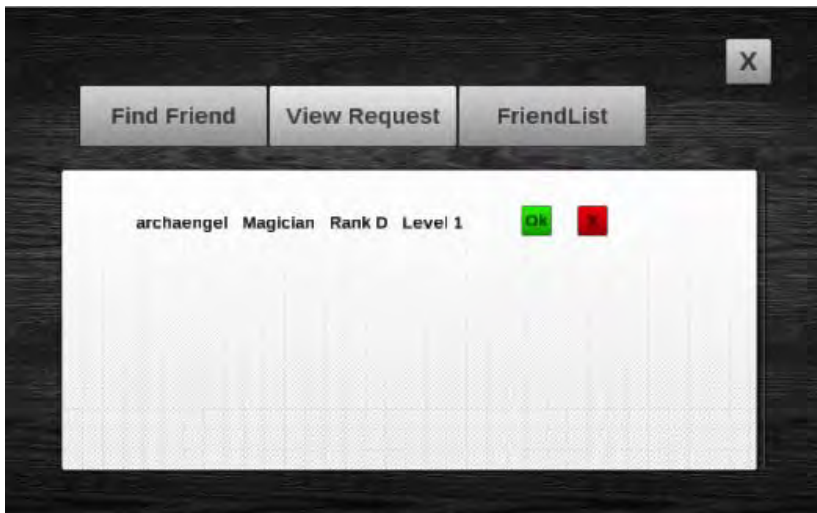 X
Find Friend View Request FriendList
archaengel Magician Rank D Level 1 Ok X